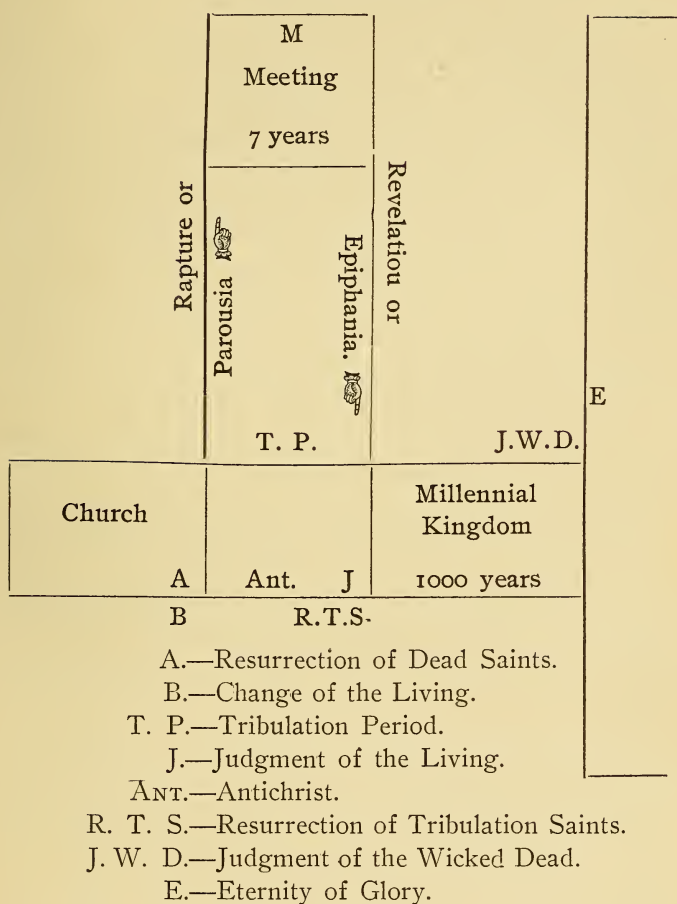 M
Meeting
7 years
Rapture or
Parousia
Epiphania.
Revelatiou or
E
T. P.
J.W.D.
Church
Millennial
Kingdom
A
Ant.
J
1000 years
B
R.T.S.
A.—Resurrection of Dead Saints.
B.—Change of the Living.
T. P.—Tribulation Period.
J.—Judgment of the Living.
ANT.—Antichrist.
R. T. S.—Resurrection of Tribulation Saints.
J. W. D.—Judgment of the Wicked Dead.
E.—Eternity of Glory.